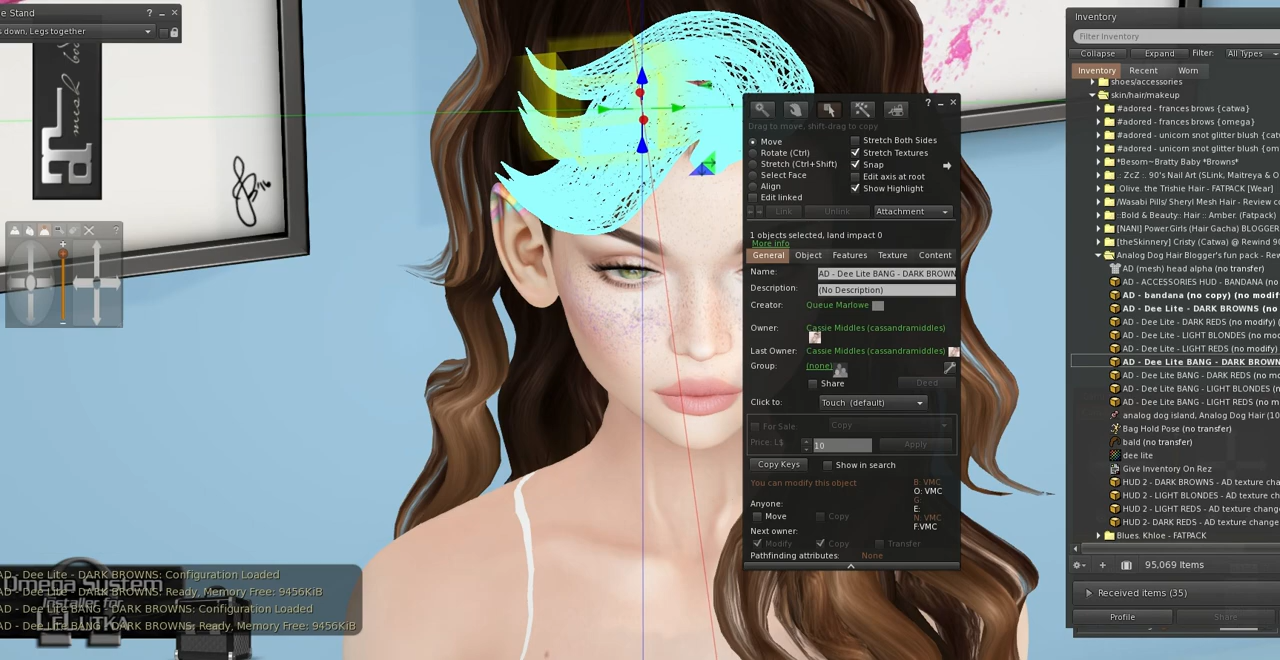 e Stand
s down, Legs together
mesh
'16
Inventory
Filter Inventory
Collapse Expand Filter: All Types
Inventory Recent Worn
shoes/accessories
skin/hair/makeup
#adored - frances brows {catwa}
#adored - frances brows {omega}
#adored - unicorn snot glitter blush {cat
#adored - unicorn snot glitter blush {om
*Besom~Bratty Baby *Browns*
:: ZcZ :. 90's Nail Art (SLink, Maitreya & O
.Olive. the Trishie Hair - FATPACK [Wear]
/Wasabi Pills/ Sheryl Mesh Hair - Review c
::Bold & Beauty:: Hair :: Amber. (Fatpack)
[NANI] Power.Girls (Hair Gacha) BLOGGER
[theSkinnery] Cristy (Catwa) @ Rewind 90
Analog Dog Hair Blogger's fun pack - Rew
AD (mesh) head alpha (no transfer)
AD - ACCESSORIES HUD - BANDANA (no
AD - bandana (no copy) (no modif
AD - Dee Lite - DARK BROWNS (no
AD - Dee Lite - DARK REDS (no modify)
AD - Dee Lite - LIGHT BLONDES (no
AD - Dee Lite - LIGHT REDS (no modify)
AD - Dee Lite BANG - DARK BROWN
AD - Dee Lite BANG - DARK REDS (no mo
AD - Dee Lite BANG - LIGHT BLONDES (n
AD - Dee Lite BANG - LIGHT REDS (no m
analog dog island, Analog Dog Hair (10
Bag Hold Pose (no transfer)
bald (no transfer)
dee lite
Give Inventory On Rez
HUD 2 - DARK BROWNS - AD texture cha
HUD 2 - LIGHT BLONDES - AD texture ch
HUD 2 - LIGHT REDS - AD texture change
HUD 2- DARK REDS - AD texture change
Blues. Khloe - FATPACK
95,069 Items
Received items (35)
Profile Share
Drag to move, shift-drag to copy
Move
Rotate (Ctrl)
Stretch (Ctrl+Shift)
Select Face
Align
Edit linked
Stretch Both Sides
Stretch Textures
Snap
Edit axis at root
Show Highlight
Link Unlink Attachment
1 objects selected, land impact 0
More info
General Object Features Texture Content
Name: AD - Dee Lite BANG - DARK BROWN
Description: (No Description)
Creator: Queue Marlowe
Owner: Cassie Middles (cassandramiddles)
Last Owner: Cassie Middles (cassandramiddles)
Group: (none)
Share Deed
Click to: Touch (default)
For Sale Copy
Price: L$ 10 Apply
Copy Keys Show in search
You can modify this object
B: VMC
O: VMC
G:
E:
N: VMC
F:VMC
Anyone:
Move Copy
Next owner:
Modify Copy Transfer
Pathfinding attributes: None
AD - Dee Lite - DARK BROWNS: Configuration Loaded
AD - Dee Lite - DARK BROWNS: Ready, Memory Free: 9456KiB
AD - Dee Lite BANG - DARK BROWNS: Configuration Loaded
AD - Dee Lite BANG - DARK BROWNS: Ready, Memory Free: 9456KiB
Omega System
Installer for